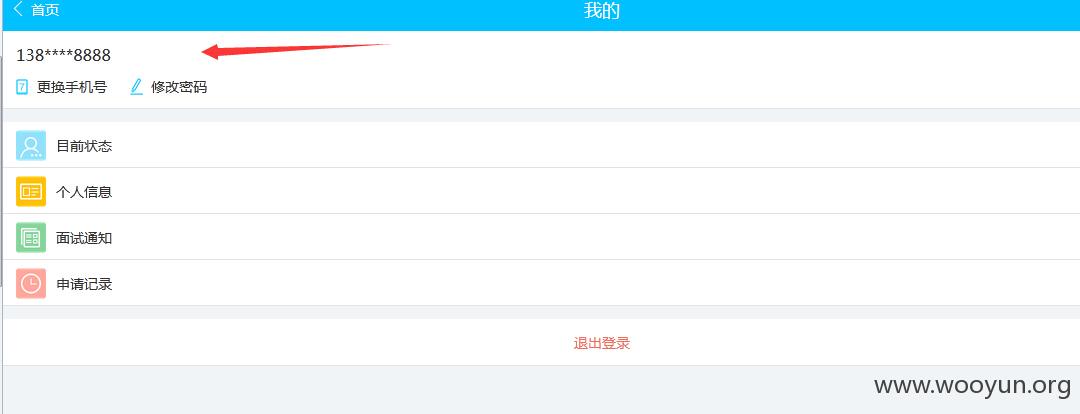 首页 我的
138****8888
更换手机号 修改密码
目前状态
个人信息
面试通知
申请记录
退出登录
www.wooyun.org